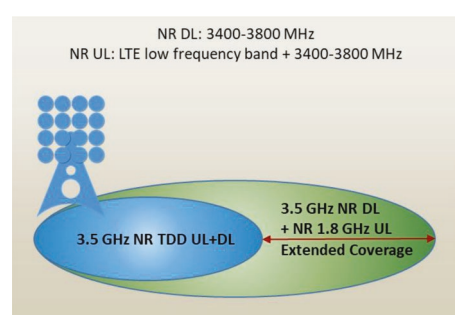 NR DL: 3400-3800 MHz
NR UL: LTE low frequency band + 3400-3800 MHz
3.5 GHz NR TDD UL+DL
3.5 GHz NR DL
+ NR 1.8 GHz UL
Extended Coverage